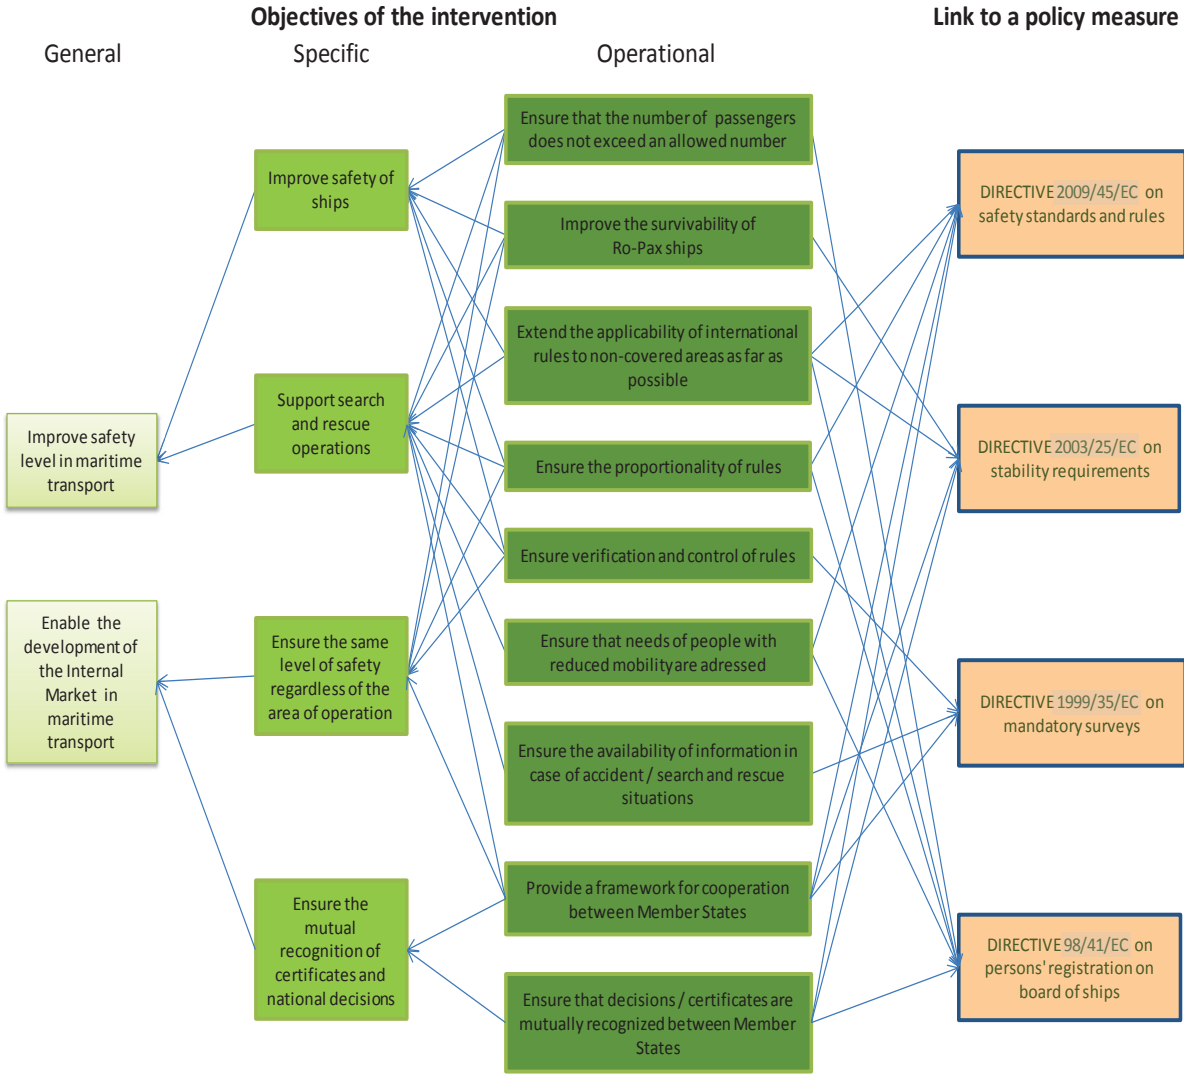 Objectives of the intervention
Link to a policy measure
General
Specific
Operational
Improve safety
level in maritime
transport
Enable the
development of
the Internal
Market in
maritime
transport
Improve safety of
ships
Support search
and rescue
operations
Ensure the same
level of safety
regardless of the
area of operation
Ensure the
mutual
recognition of
certificates and
national decisions
Ensure that the number of passengers
does not exceed an allowed number
Improve the survivability of
Ro-Pax ships
Extend the applicability of international
rules to non-covered areas as far as
possible
Ensure the proportionality of rules
Ensure verification and control of rules
Ensure that needs of people with
reduced mobility are adressed
Ensure the availability of information in
case of accident / search and rescue
situations
Provide a framework for cooperation
between Member States
Ensure that decisions / certificates are
mutually recognized between Member
States
DIRECTIVE 2009/45/EC on
safety standards and rules
DIRECTIVE 2003/25/EC on
stability requirements
DIRECTIVE 1999/35/EC on
mandatory surveys
DIRECTIVE 98/41/EC on
persons' registration on
board of ships